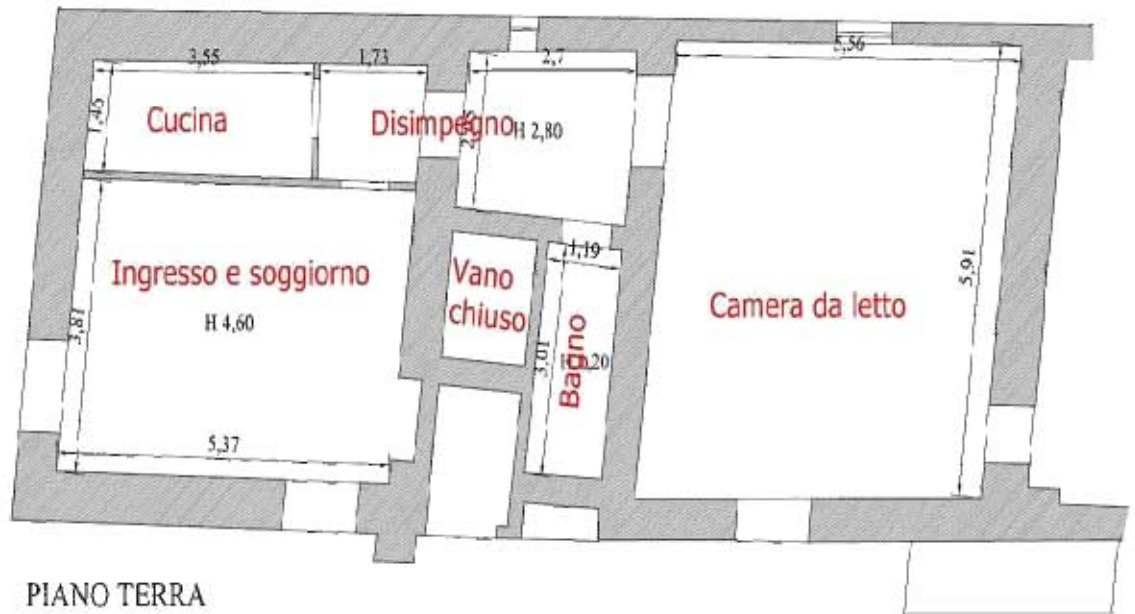 3,55
1,73
2,7
5,56
1,45
Cucina
Disimpegno
H 2,80
Ingresso e soggiorno
H 4,60
3,81
5,37
Vano
chiuso
1,19
3,01
Bagno
Camera da letto
5,91
PIANO TERRA